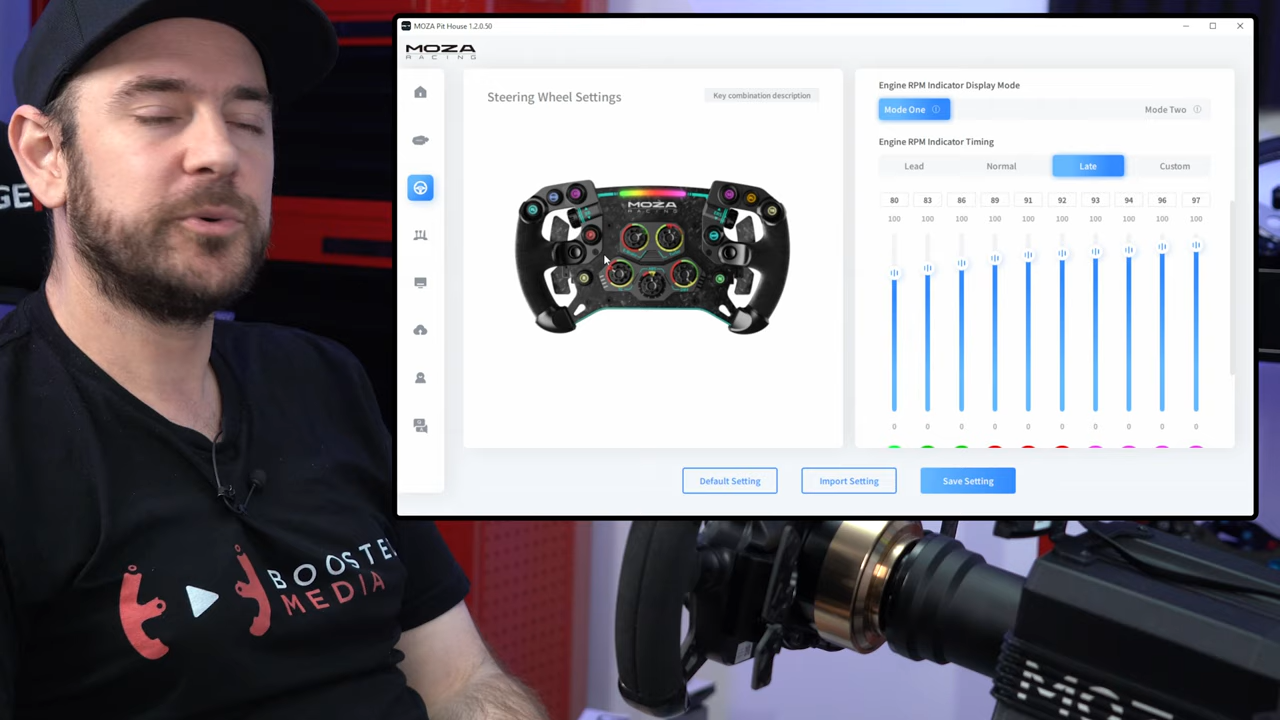 MOZA Pit House 1.2.0.50
MOZA
RACING
Steering Wheel Settings
Key combination description
MOZA
RACING
Engine RPM Indicator Display Mode
Mode One
Mode Two
Engine RPM Indicator Timing
Lead Normal Late Custom
80 83 86 89 91 92 93 94 96 97
100 100 100 100 100 100 100 100 100 100
0 0 0 0 0 0 0 0 0 0
Default Setting
Import Setting
Save Setting
BOOSTED
MEDIA